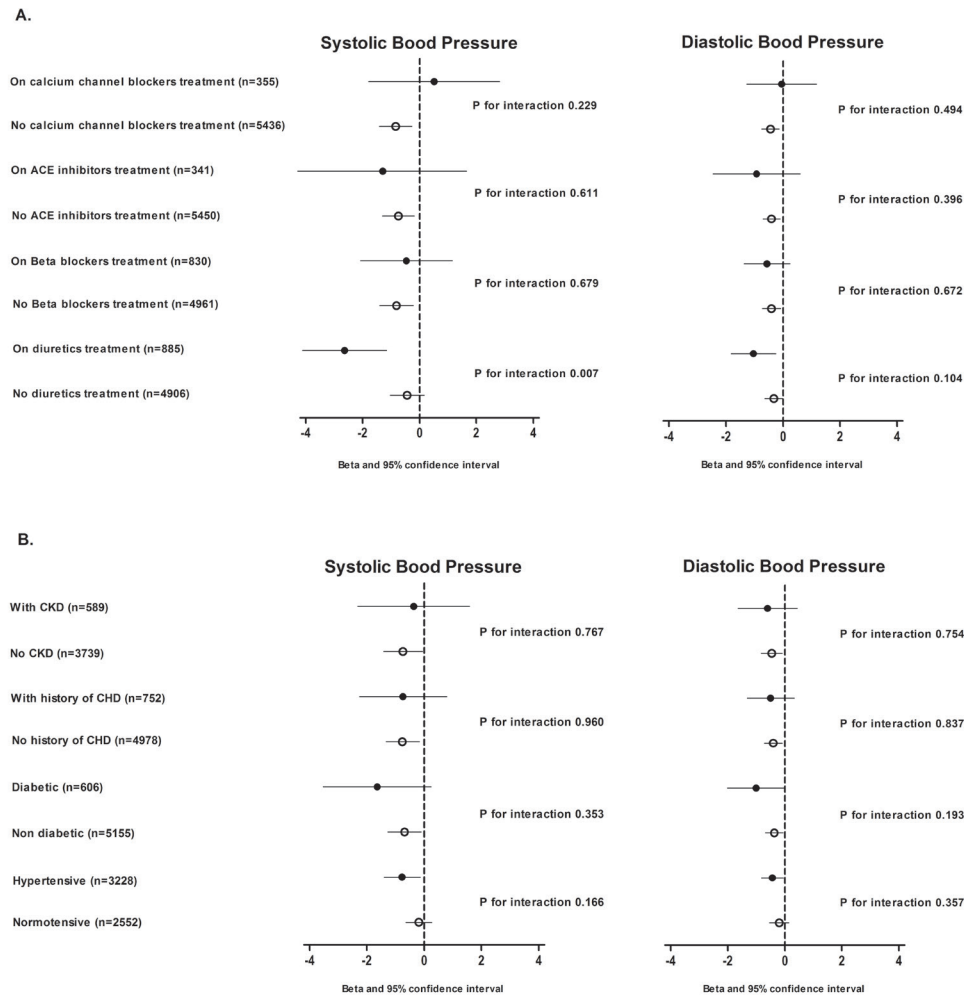 A.
Systolic Bood Pressure
Diastolic Bood Pressure
On calcium channel blockers treatment (n=355)
P for interaction 0.229
P for interaction 0.494
No calcium channel blockers treatment (n=5436)
On ACE inhibitors treatment (n=341)
P for interaction 0.611
P for interaction 0.396
No ACE inhibitors treatment (n=5450)
On Beta blockers treatment (n=830)
P for interaction 0.679
P for interaction 0.672
No Beta blockers treatment (n=4961)
On diuretics treatment (n=885)
P for interaction 0.007
P for interaction 0.104
No diuretics treatment (n=4906)
-4 -2 0 2 4
-4 -2 0 2 4
Beta and 95% confidence interval
Beta and 95% confidence interval
B.
Systolic Bood Pressure
Diastolic Bood Pressure
With CKD (n=589)
P for interaction 0.767
P for interaction 0.754
No CKD (n=3739)
With history of CHD (n=752)
P for interaction 0.960
P for interaction 0.837
No history of CHD (n=4978)
Diabetic (n=606)
P for interaction 0.353
P for interaction 0.193
Non diabetic (n=5155)
Hypertensive (n=3228)
P for interaction 0.166
P for interaction 0.357
Normotensive (n=2552)
-4 -2 0 2 4
-4 -2 0 2 4
Beta and 95% confidence interval
Beta and 95% confidence interval